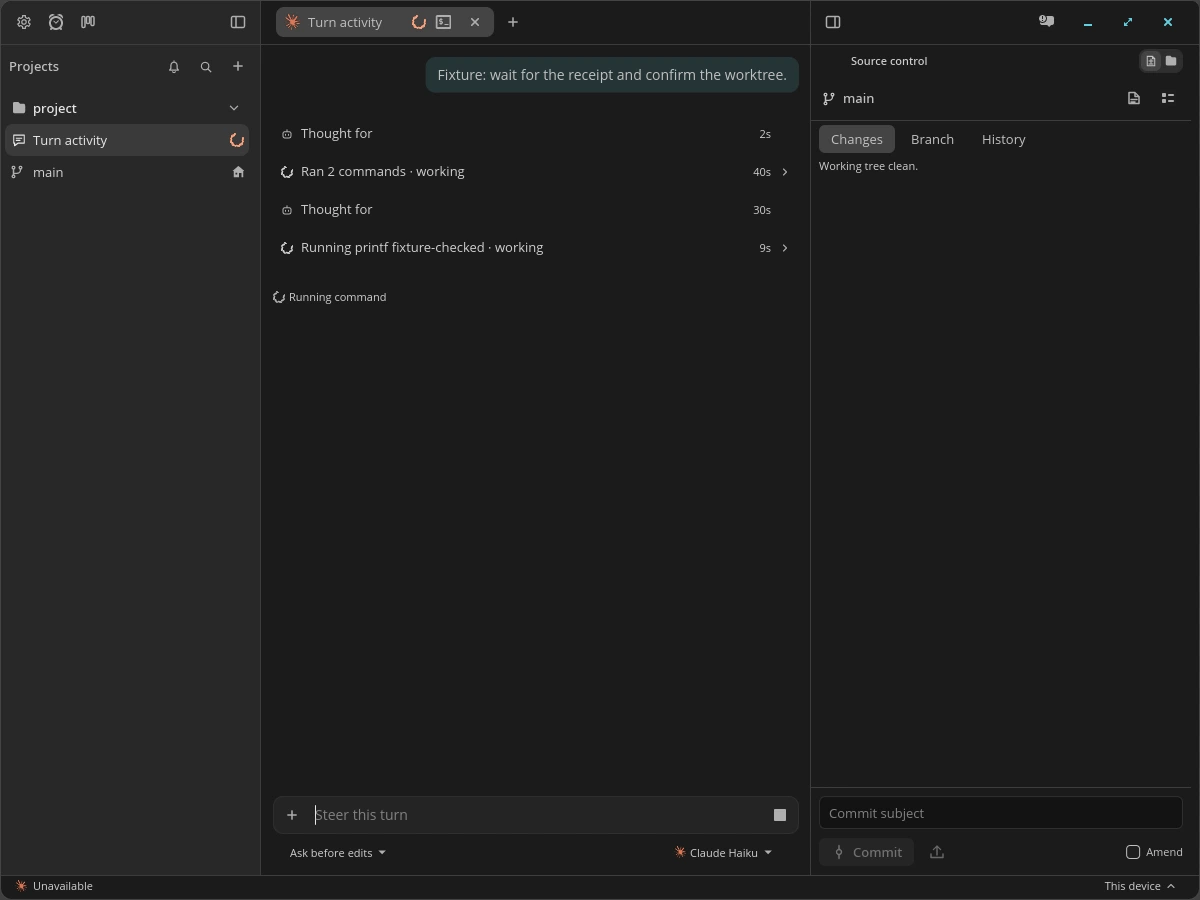 Turn activity
Projects
project
Turn activity
main
Fixture: wait for the receipt and confirm the worktree.
Thought for 2s
Ran 2 commands · working 40s
Thought for 30s
Running printf fixture-checked · working 9s
Running command
Steer this turn
Ask before edits
Claude Haiku
Source control
main
Changes Branch History
Working tree clean.
Commit subject
Commit
Amend
Unavailable
This device